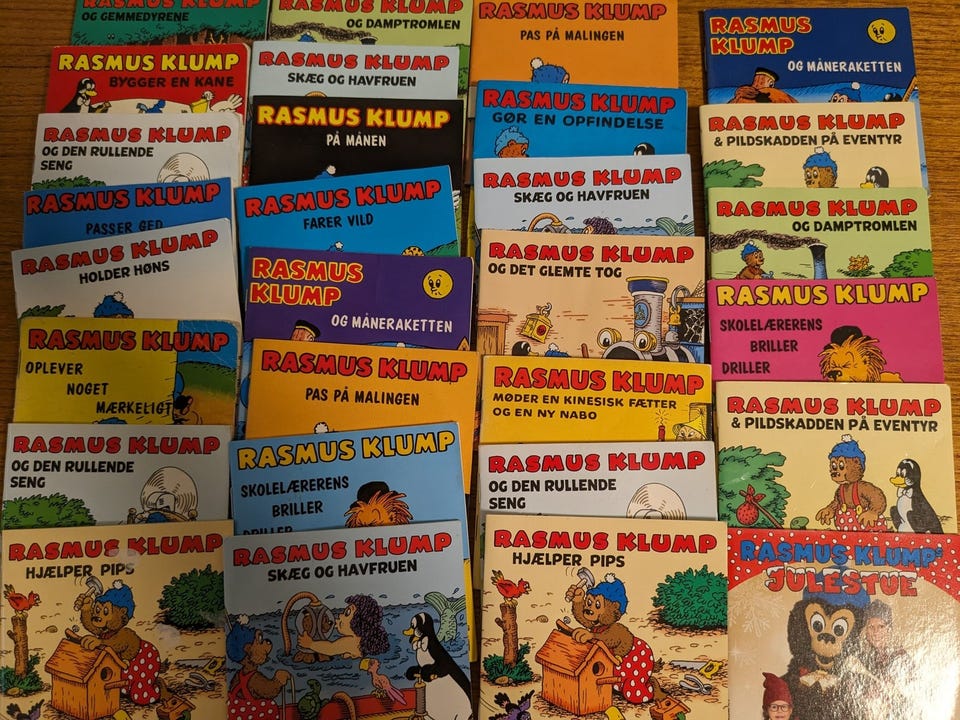 RASMUS KLUMP
OG GEMMEDYRENE
RASMUS KLUMP
BYGGER EN KANE
RASMUS KLUMP
OG DEN RULLENDE
SENG
RASMUS KLUMP
PASSER GED
RASMUS KLUMP
HOLDER HØNS
RASMUS KLUMP
OPLEVER
NOGET
MÆRKELIGT
RASMUS KLUMP
OG DEN RULLENDE
SENG
RASMUS KLUMP
HJÆLPER PIPS
RASMUS KLUMP
OG DAMPTROMLEN
RASMUS KLUMP
SKÆG OG HAVFRUEN
RASMUS KLUMP
PÅ MÅNEN
RASMUS KLUMP
FARER VILD
RASMUS
KLUMP
OG MÅNERAKETTEN
RASMUS KLUMP
PAS PÅ MALINGEN
RASMUS KLUMP
SKOLELÆRERENS
BRILLER
DRILLER
RASMUS KLUMP
SKÆG OG HAVFRUEN
RASMUS KLUMP
PAS PÅ MALINGEN
RASMUS KLUMP
GØR EN OPFINDELSE
RASMUS KLUMP
SKÆG OG HAVFRUEN
RASMUS KLUMP
OG DET GLEMTE TOG
RASMUS KLUMP
MØDER EN KINESISK FÆTTER
OG EN NY NABO
RASMUS KLUMP
OG DEN RULLENDE
SENG
RASMUS KLUMP
HJÆLPER PIPS
RASMUS
KLUMP
OG MÅNERAKETTEN
RASMUS KLUMP
& PILDSKADDEN PÅ EVENTYR
RASMUS KLUMP
OG DAMPTROMLEN
RASMUS KLUMP
SKOLELÆRERENS
BRILLER
DRILLER
RASMUS KLUMP
& PILDSKADDEN PÅ EVENTYR
RASMUS KLUMPS
JULESTUE